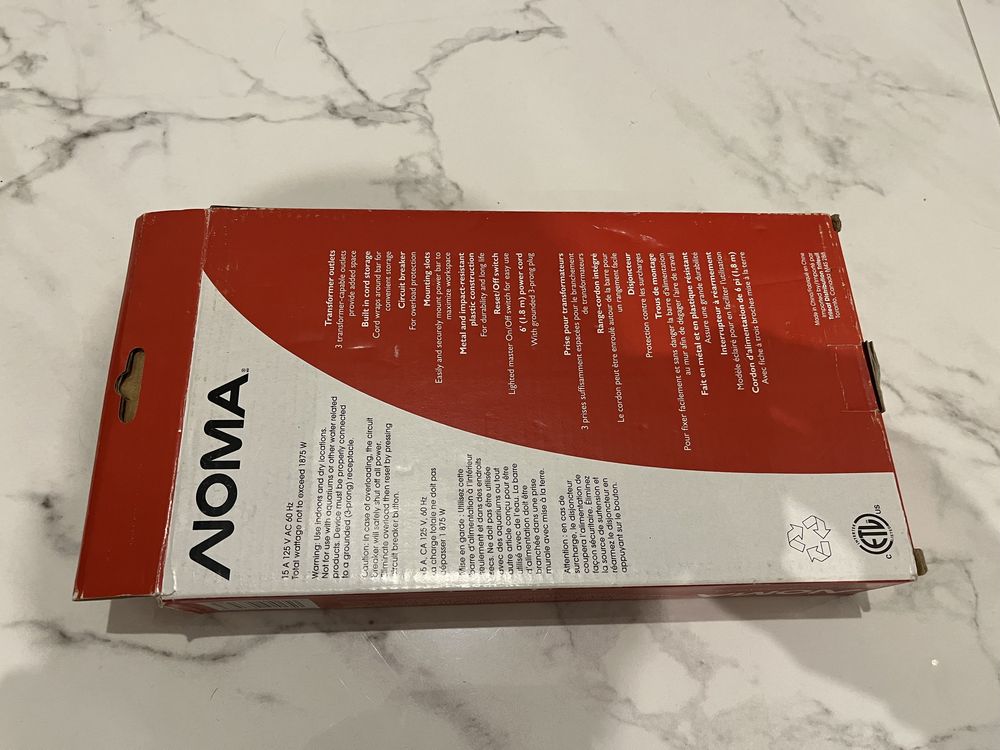 NOMA®
15 A 125 V AC 60 Hz
Total wattage not to exceed 1875 W
Warning: Use indoors and dry locations.
Not for use with aquariums or other water related
products. Device must be properly connected
to a grounded (3-prong) receptacle.
Caution: In case of overloading, the circuit
breaker will safely shut off all power.
Eliminate overload then reset by pressing
circuit breaker button.
15 A, CA 125 V, 60 Hz
La charge totale ne doit pas
dépasser 1 875 W
Mise en garde : Utilisez cette
barre d'alimentation à l'intérieur
seulement et dans des endroits
secs. Ne doit pas être utilisée
avec des aquariums ou tout
autre article conçu pour être
utilisé avec de l'eau. La barre
d'alimentation doit être
branchée dans une prise
murale avec mise à la terre.
Attention : en cas de
surcharge, le disjoncteur
coupera l'alimentation de
façon sécuritaire. Éliminez
la source de surtension et
réarmez le disjoncteur en
appuyant sur le bouton.
Transformer outlets
3 transformer-capable outlets
provide added space
Built in cord storage
Cord wraps around bar for
convenient storage
Circuit breaker
For overload protection
Mounting slots
Easily and securely mount power bar to
maximize workspace
Metal and impact-resistant
plastic construction
For durability and long life
Reset/Off switch
Lighted master On/Off switch for easy use
6' (1.8 m) power cord
With grounded 3-prong plug
Prise pour transformateurs
3 prises suffisamment espacées pour le branchement
de transformateurs
Range-cordon intégré
Le cordon peut être enroulé autour de la barre pour
un rangement facile
Disjoncteur
Protection contre les surcharges
Trous de montage
Pour fixer facilement et sans danger la barre d'alimentation
au mur afin de dégager l'aire de travail
Fait en métal et en plastique résistant
Assure une grande durabilité
Interrupteur à réarmement
Modèle éclairé pour en faciliter l'utilisation
Cordon d'alimentation de 6 pi (1,8 m)
Avec fiche à trois broches mise à la terre
Made in China/Fabriqué en Chine
Imported by/Importé par
Toronto, Canada M4S 2B8
C ETL US
NOMA